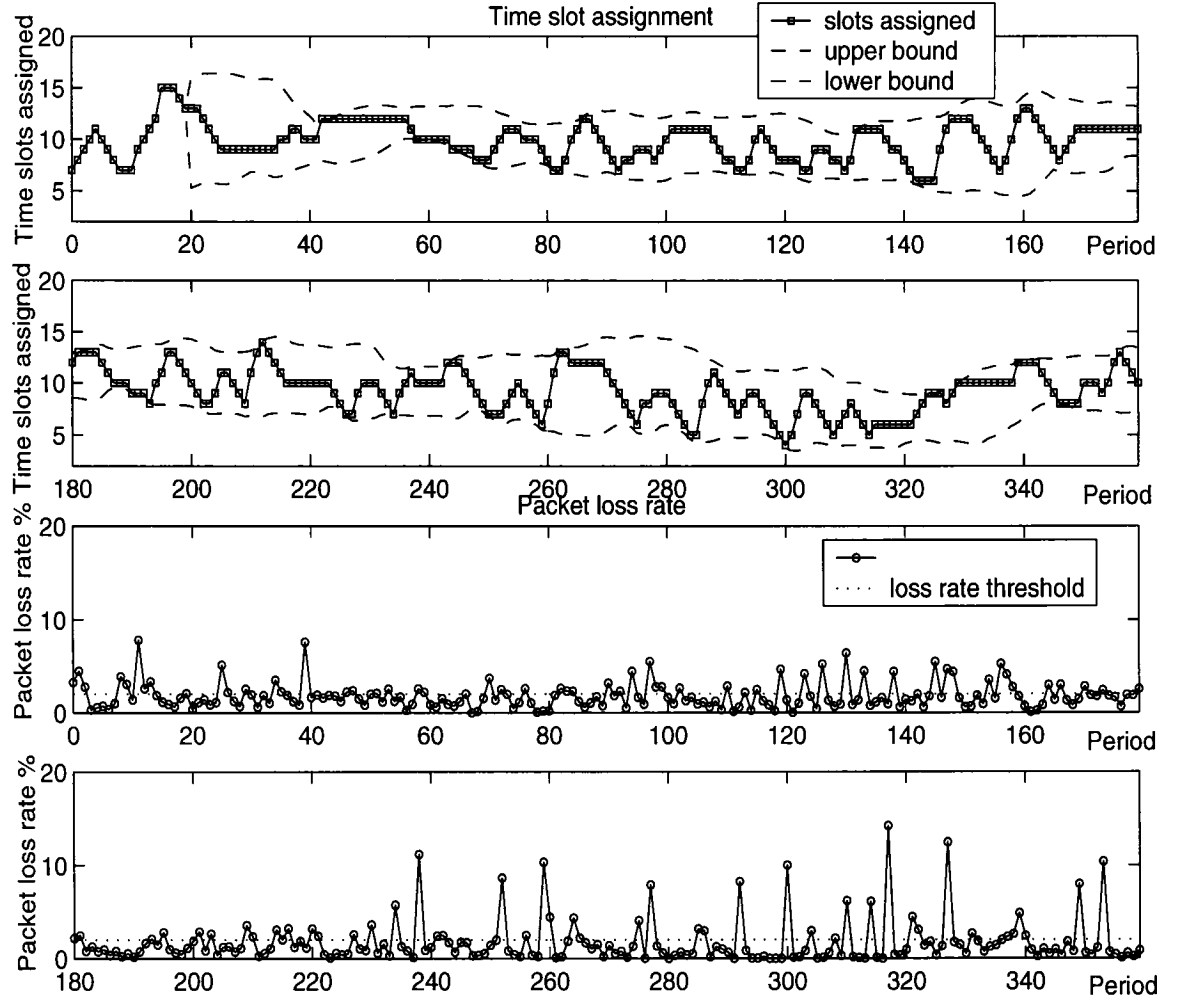 Time slot assignment
slots assigned
upper bound
lower bound
Time slots assigned
20
15
10
5
0 20 40 60 80 100 120 140 160 Period
Time slots assigned
20
15
10
5
180 200 220 240 260 280 300 320 340 Period
Packet loss rate
Packet loss rate %
20
10
0
loss rate threshold
0 20 40 60 80 100 120 140 160 Period
Packet loss rate %
20
10
0
180 200 220 240 260 280 300 320 340 Period